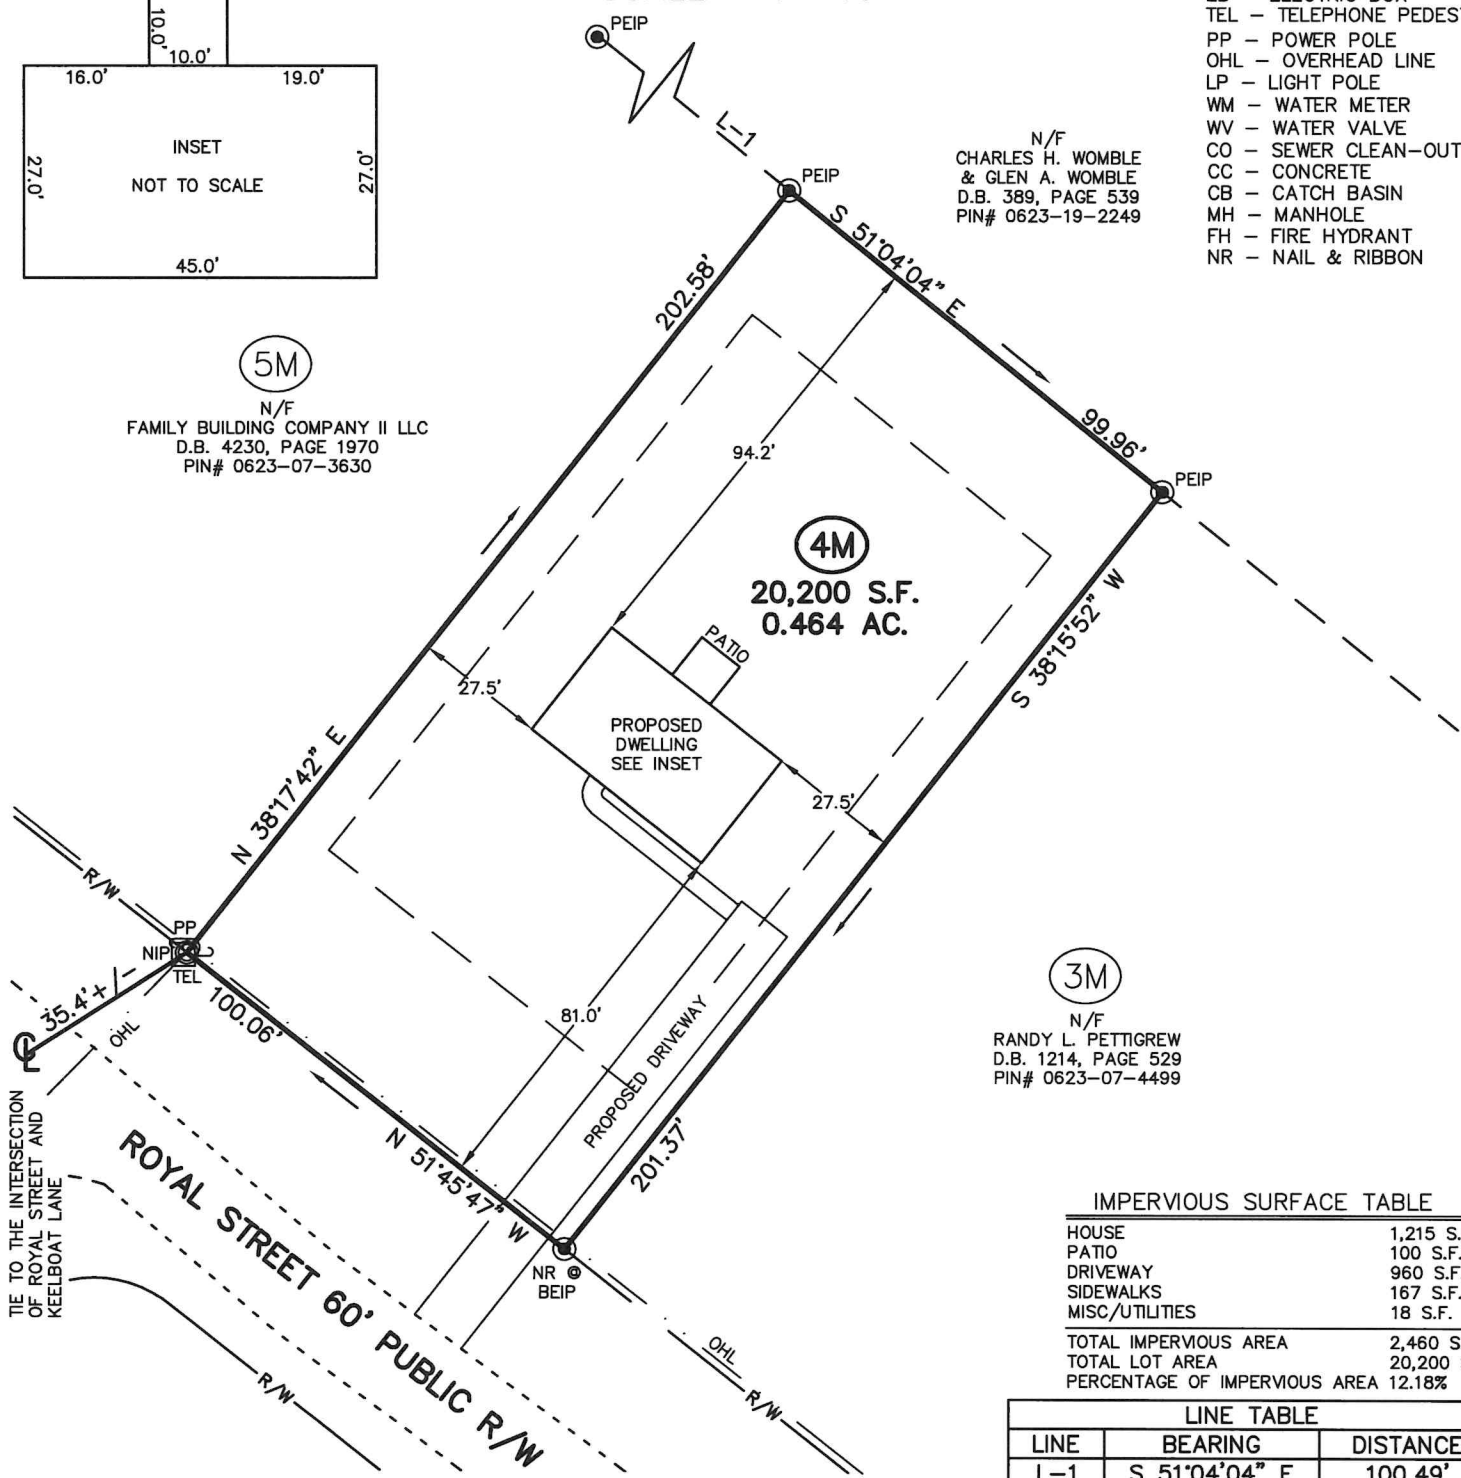 TEL – TELEPHONE
PP – POWER POLE
OHL – OVERHEAD LINE
LP – LIGHT POLE
WM – WATER METER
WV – WATER VALVE
CO – SEWER CLEAN–OUT
CC – CONCRETE
CB – CATCH BASIN
MH – MANHOLE
FH – FIRE HYDRANT
NR – NAIL & RIBBON
10.0'
10.0'
16.0'
19.0'
INSET
NOT TO SCALE
27.0'
27.0'
45.0'
PEIP
L–1
PEIP
N/F
CHARLES H. WOMBLE
& GLEN A. WOMBLE
D.B. 389, PAGE 539
PIN# 0623–19–2249
S 51°04'04" E
99.96'
PEIP
202.58'
N 38°17'42" E
5M
N/F
FAMILY BUILDING COMPANY II LLC
D.B. 4230, PAGE 1970
PIN# 0623–07–3630
94.2'
4M
20,200 S.F.
0.464 AC.
PATIO
27.5'
PROPOSED
DWELLING
SEE INSET
27.5'
S 38°15'52" W
201.37'
R/W
PP
NIP
TEL
35.4'+/–
OHL
100.06'
81.0'
PROPOSED DRIVEWAY
N 51°45'47" W
NR @
BEIP
3M
N/F
RANDY L. PETTIGREW
D.B. 1214, PAGE 529
PIN# 0623–07–4499
CL
TIE TO THE INTERSECTION
OF ROYAL STREET AND
KEELBOAT LANE
ROYAL STREET 60' PUBLIC R/W
R/W
OHL
R/W
IMPERVIOUS SURFACE TABLE
HOUSE 1,215 S.
PATIO 100 S.F.
DRIVEWAY 960 S.F
SIDEWALKS 167 S.F.
MISC/UTILITIES 18 S.F.
TOTAL IMPERVIOUS AREA 2,460 S
TOTAL LOT AREA 20,200
PERCENTAGE OF IMPERVIOUS AREA 12.18%
LINE TABLE
LINE BEARING DISTANCE
L–1 S 51°04'04" E 100.49'